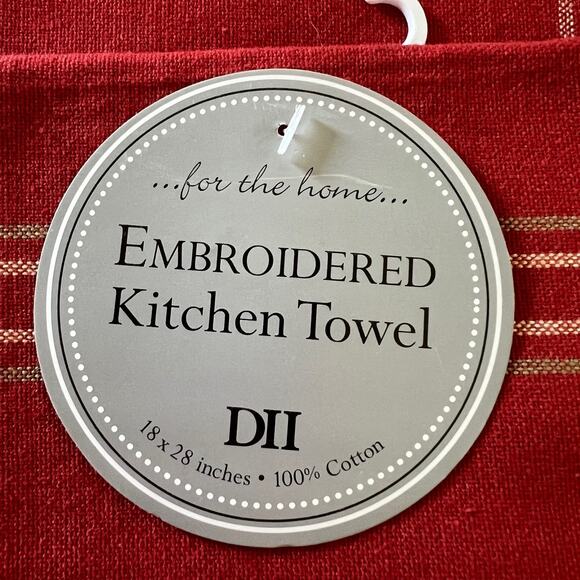 ...for the home...
EMBROIDERED
Kitchen Towel
DII
18 x 28 inches • 100% Cotton